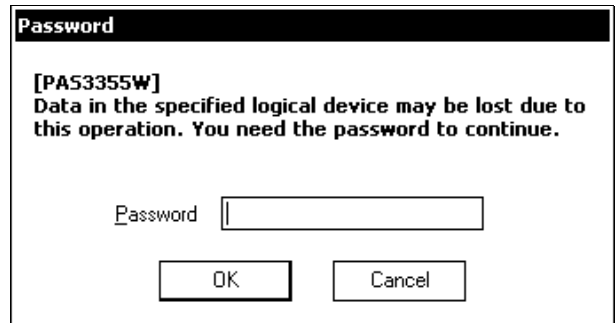 Password
[PAS3355W]
Data in the specified logical device may be lost due to
this operation. You need the password to continue.
Password
OK Cancel